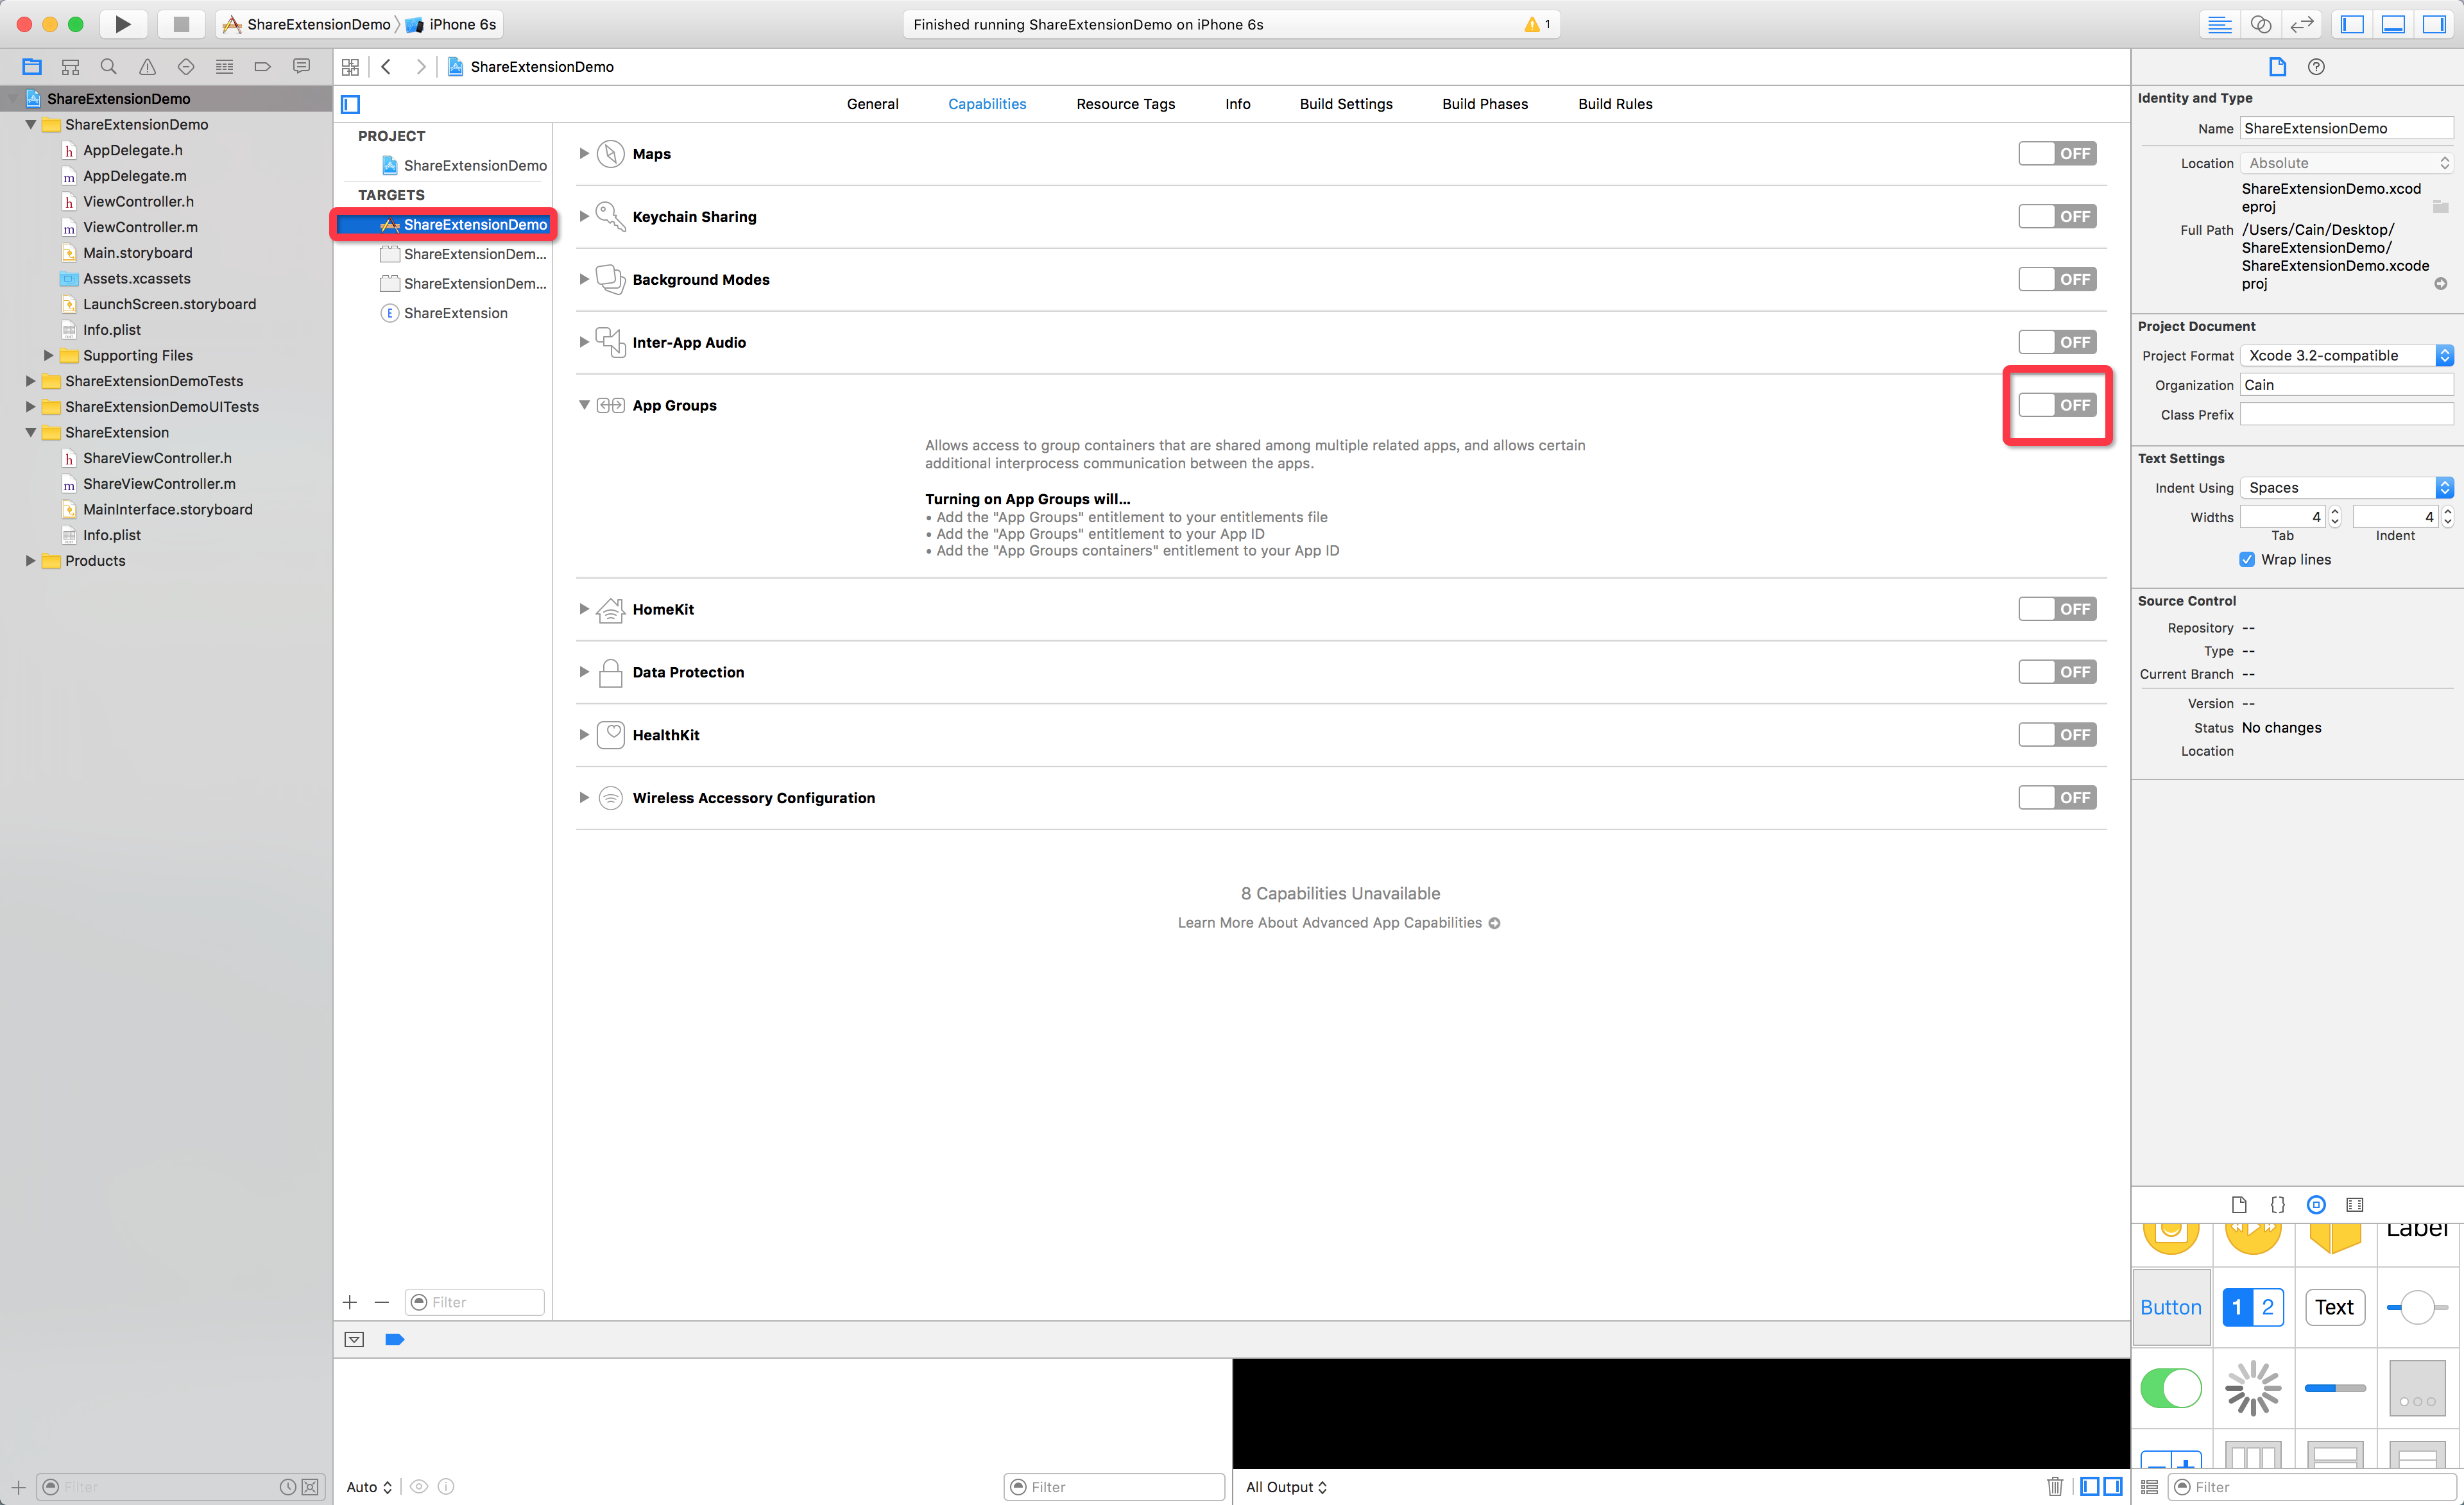 ShareExtensionDemo
iPhone 6s
Finished running ShareExtensionDemo on iPhone 6s
1
ShareExtensionDemo
ShareExtensionDemo
AppDelegate.h
AppDelegate.m
ViewController.h
ViewController.m
Main.storyboard
Assets.xcassets
LaunchScreen.storyboard
Info.plist
Supporting Files
ShareExtensionDemoTests
ShareExtensionDemoUITests
ShareExtension
ShareViewController.h
ShareViewController.m
MainInterface.storyboard
Info.plist
Products
Filter
ShareExtensionDemo
General Capabilities Resource Tags Info Build Settings Build Phases Build Rules
PROJECT
ShareExtensionDemo
TARGETS
ShareExtensionDemo
ShareExtensionDem...
ShareExtensionDem...
E ShareExtension
Filter
Maps OFF
Keychain Sharing OFF
Background Modes OFF
Inter-App Audio OFF
App Groups OFF
Allows access to group containers that are shared among multiple related apps, and allows certain
additional interprocess communication between the apps.
Turning on App Groups will...
• Add the "App Groups" entitlement to your entitlements file
• Add the "App Groups" entitlement to your App ID
• Add the "App Groups containers" entitlement to your App ID
HomeKit OFF
Data Protection OFF
HealthKit OFF
Wireless Accessory Configuration OFF
8 Capabilities Unavailable
Learn More About Advanced App Capabilities
Auto
Filter
All Output
Identity and Type
Name ShareExtensionDemo
Location Absolute
ShareExtensionDemo.xcod
eproj
Full Path /Users/Cain/Desktop/
ShareExtensionDemo/
ShareExtensionDemo.xcode
proj
Project Document
Project Format Xcode 3.2-compatible
Organization Cain
Class Prefix
Text Settings
Indent Using Spaces
Widths 4 4
Tab Indent
Wrap lines
Source Control
Repository --
Type --
Current Branch --
Version --
Status No changes
Location
Label
Button 1 2 Text
Filter